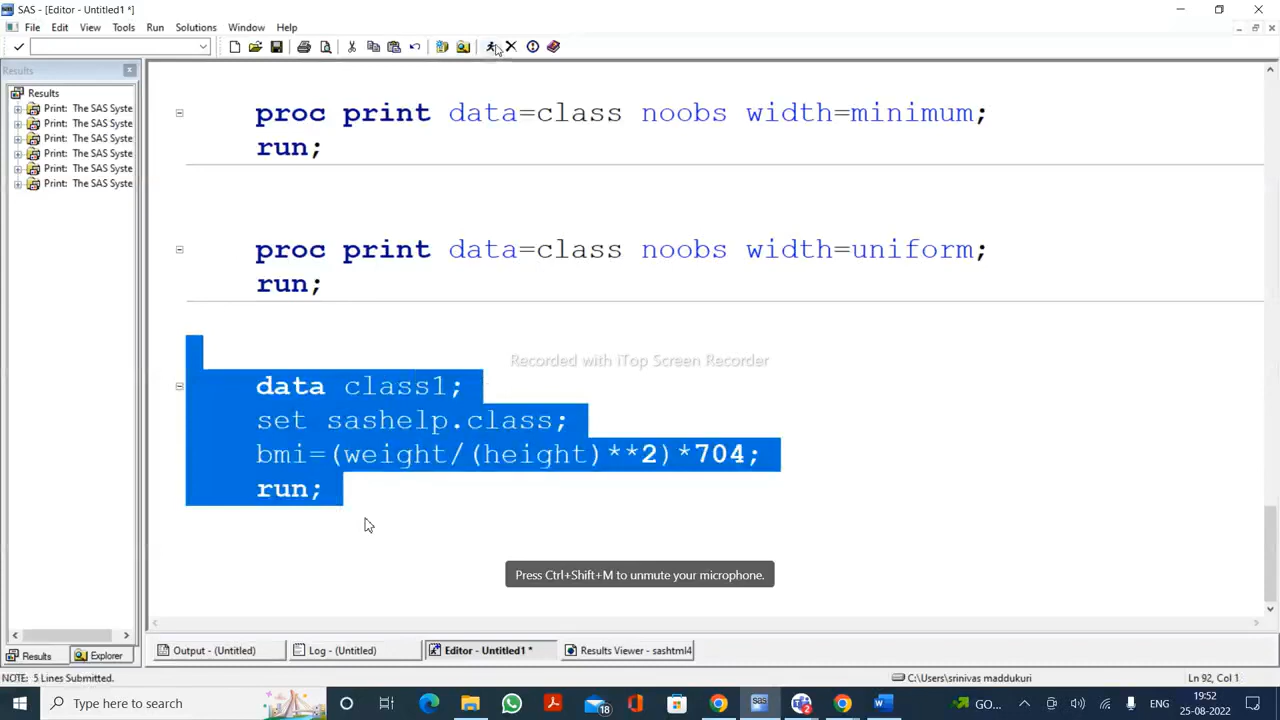 SAS - [Editor - Untitled1 *]
File Edit View Tools Run Solutions Window Help
Results
Results
Print: The SAS Syste
Print: The SAS Syste
Print: The SAS Syste
Print: The SAS Syste
Print: The SAS Syste
Print: The SAS Syste
proc print data=class noobs width=minimum;
run;
proc print data=class noobs width=uniform;
run;
Recorded with iTop Screen Recorder
data class1;
set sashelp.class;
bmi=(weight/(height)**2)*704;
run;
Press Ctrl+Shift+M to unmute your microphone.
Results Explorer
Output - (Untitled) Log - (Untitled) Editor - Untitled1 * Results Viewer - sashtml4
NOTE: 5 Lines Submitted. C:\Users\srinivas maddukuri Ln 92, Col 1
Type here to search 18 GO... ENG 19:52
25-08-2022